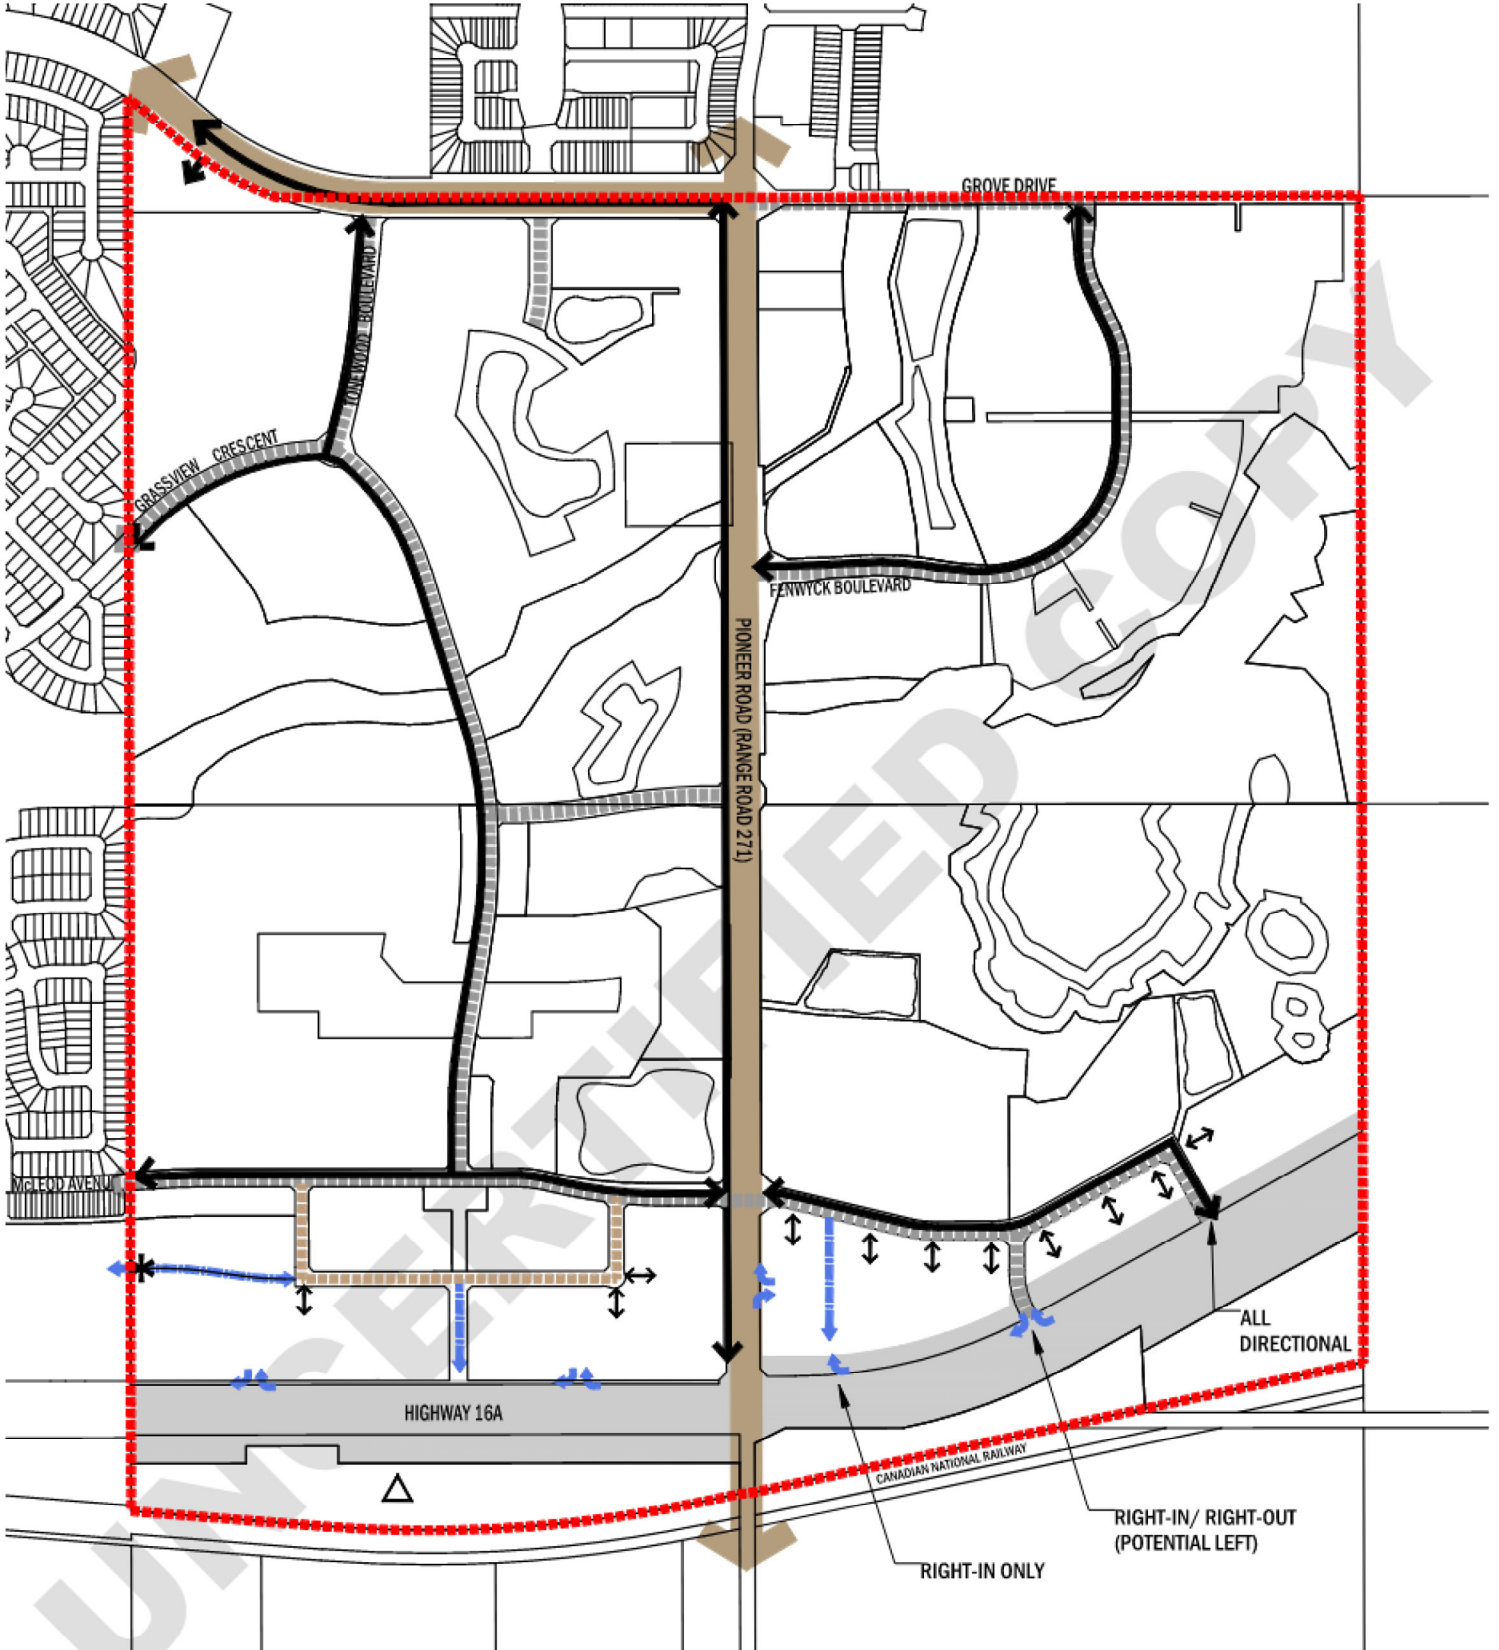 GROVE DRIVE
TONEWOOD BOULEVARD
GRASSVIEW CRESCENT
FENWYCK BOULEVARD
PIONEER ROAD (RANGE ROAD 271)
McLEOD AVENUE
ALL
DIRECTIONAL
HIGHWAY 16A
CANADIAN NATIONAL RAILWAY
RIGHT-IN/ RIGHT-OUT
(POTENTIAL LEFT)
RIGHT-IN ONLY
UNCERTIFIED COPY